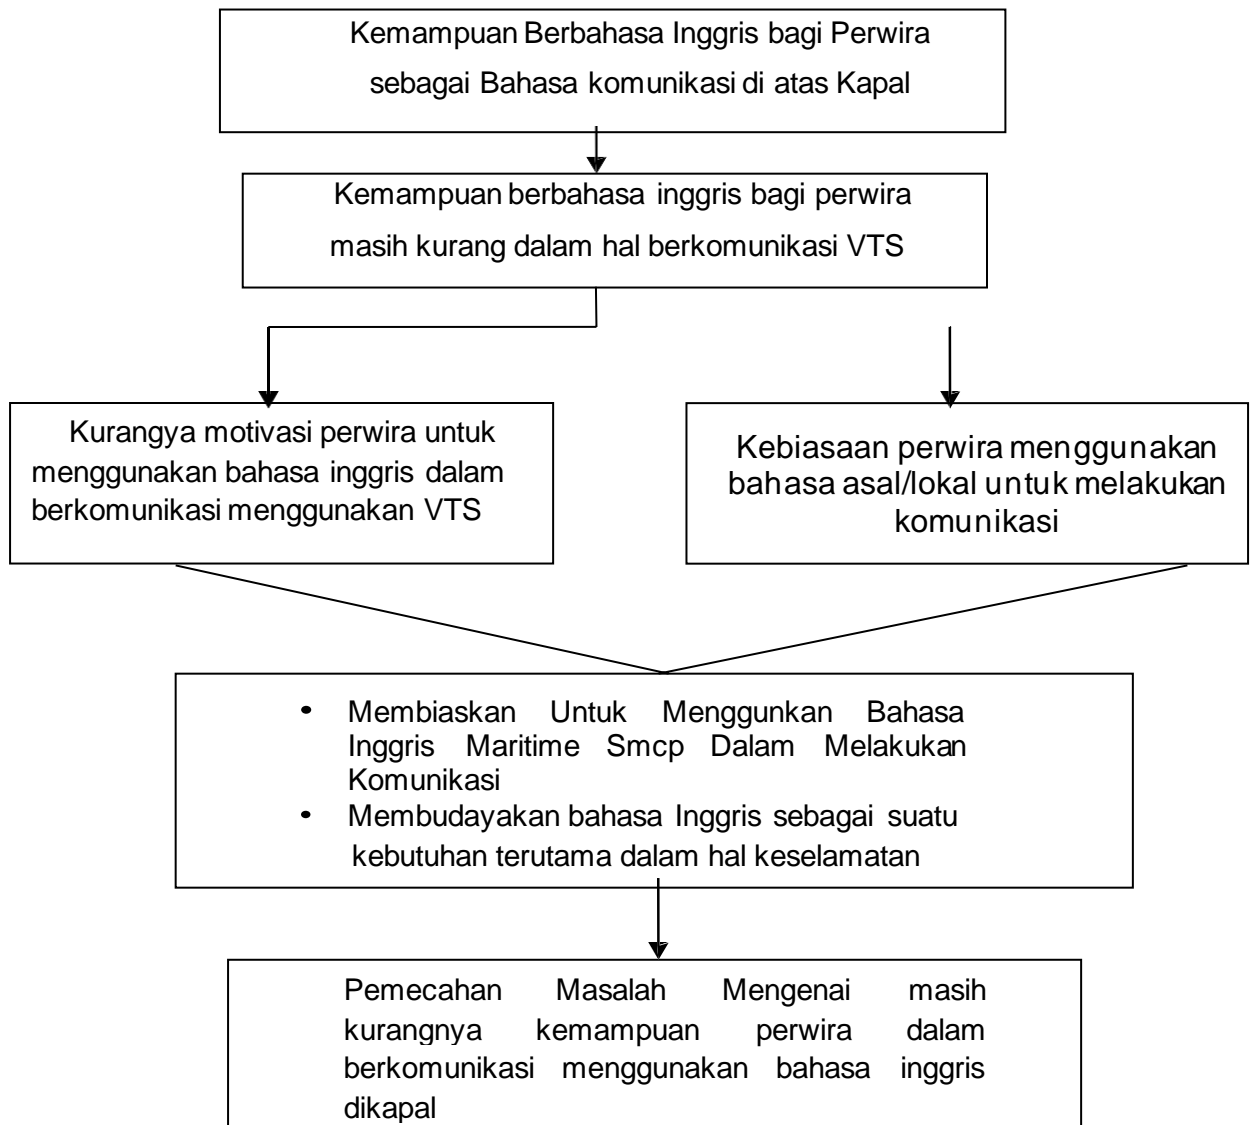 Kemampuan Berbahasa Inggris bagi Perwira
sebagai Bahasa komunikasi di atas Kapal
Kemampuan berbahasa inggris bagi perwira
masih kurang dalam hal berkomunikasi VTS
Kurangya motivasi perwira untuk
menggunakan bahasa inggris dalam
berkomunikasi menggunakan VTS
Kebiasaan perwira menggunakan
bahasa asal/lokal untuk melakukan
komunikasi
• Membiaskan Untuk Menggunkan Bahasa
Inggris Maritime Smcp Dalam Melakukan
Komunikasi
• Membudayakan bahasa Inggris sebagai suatu
kebutuhan terutama dalam hal keselamatan
Pemecahan Masalah Mengenai masih
kurangnya kemampuan perwira dalam
berkomunikasi menggunakan bahasa inggris
dikapal